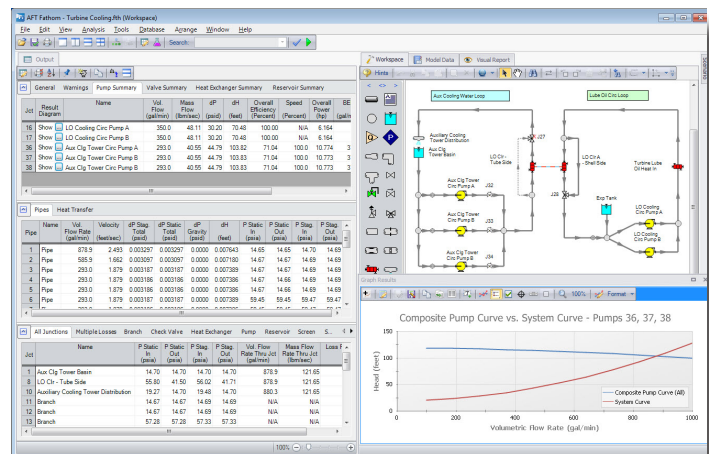 AFT Fathom - Turbine Cooling.fth (Workspace)
File Edit View Analysis Tools Database Arrange Window Help
Search:
Output
General Warnings Pump Summary Valve Summary Heat Exchanger Summary Reservoir Summary
Jct Result Diagram Name Vol. Flow (gal/min) Mass Flow (lbm/sec) dP (psid) dH (feet) Overall Efficiency (Percent) Speed (Percent) Overall Power (hp)
16 Show LO Cooling Circ Pump A 350.0 48.11 30.20 70.48 100.00 N/A 6.164
17 Show LO Cooling Circ Pump B 350.0 48.11 30.20 70.48 100.00 N/A 6.164
36 Show Aux Clg Tower Circ Pump A 293.0 40.55 44.79 103.82 71.04 100.0 10.774 3
37 Show Aux Clg Tower Circ Pump B 293.0 40.55 44.79 103.83 71.04 100.0 10.773 3
38 Show Aux Clg Tower Circ Pump B 293.0 40.55 44.79 103.83 71.04 100.0 10.773 3
Pipes Heat Transfer
Pipe Name Vol. Flow Rate (gal/min) Velocity (feet/sec) dP Stag. Total (psid) dP Static Total (psid) dP Gravity (psid) dH (feet) P Static In (psia) P Static Out (psia) P Stag. In (psia) P Stag. Out (psia)
1 Pipe 878.9 2.493 0.003297 0.003297 0.0000 0.007643 14.65 14.65 14.70 14.69
2 Pipe 585.9 1.662 0.003097 0.003097 0.0000 0.007180 14.67 14.67 14.69 14.69
3 Pipe 293.0 1.879 0.003187 0.003187 0.0000 0.007389 14.67 14.66 14.69 14.69
4 Pipe 293.0 1.879 0.003186 0.003186 0.0000 0.007386 14.67 14.66 14.69 14.69
5 Pipe 293.0 1.879 0.003186 0.003186 0.0000 0.007386 14.67 14.66 14.69 14.69
6 Pipe 293.0 1.879 0.003187 0.003187 0.0000 0.007389 59.45 59.45 59.47 59.47
All Junctions Multiple Losses Branch Check Valve Heat Exchanger Pump Reservoir Screen S...
Jct Name P Static In (psia) P Static Out (psia) P Stag. In (psia) P Stag. Out (psia) Vol. Flow Rate Thru Jct (gal/min) Mass Flow Rate Thru Jct (lbm/sec) Loss F
1 Aux Clg Tower Basin 14.70 14.70 14.70 14.70 878.9 121.65
8 LO Clr - Tube Side 55.80 41.50 56.02 41.71 878.9 121.65
10 Auxiliary Cooling Tower Distribution 19.27 14.70 19.48 14.70 880.3 121.65
11 Branch 14.67 14.67 14.69 14.69 N/A N/A
12 Branch 14.67 14.67 14.69 14.69 N/A N/A
13 Branch 57.28 57.28 57.33 57.33 N/A N/A
100%
Workspace Model Data Visual Report
Scenario
Hints
Aux Cooling Water Loop
Lube Oil Circ Loop
Auxiliary Cooling Tower Distribution
Aux Clg Tower Basin
J27
LO Clr - Tube Side
LO Clr A - Shell Side
Turbine Lube Oil Heat In
Aux Clg Tower Circ Pump A
J32
J28
Exp Tank
LO Cooling Circ Pump A
Aux Clg Tower Circ Pump B
J33
LO Cooling Circ Pump B
Aux Clg Tower Circ Pump B
J34
Graph Results
100% Format
Composite Pump Curve vs. System Curve - Pumps 36, 37, 38
Head (feet)
150
100
50
0
Composite Pump Curve (All)
System Curve
0 200 400 600 800 1000
Volumetric Flow Rate (gal/min)